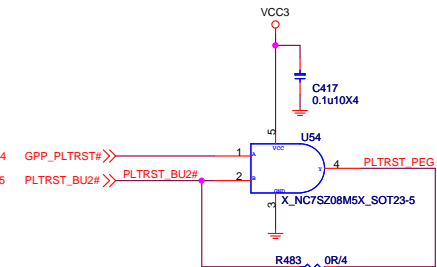 VCC3
C417
0.1u10X4
U54
5
VCC
4 GPP_PLTRST#
1
A
Y
4
PLTRST_PEG
5 PLTRST_BU2#
PLTRST_BU2#
2
B
GND
3
X_NC7SZ08M5X_SOT23-5
R483
0R/4